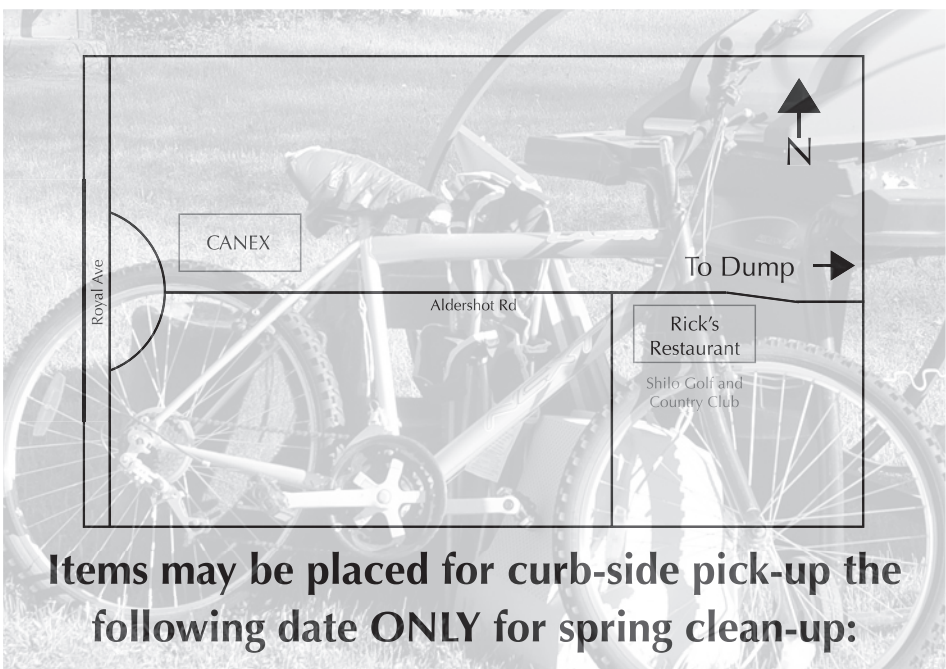 N
CANEX
To Dump
Royal Ave
Aldershot Rd
Rick's
Restaurant
Shilo Golf and
Country Club
Items may be placed for curb-side pick-up the
following date ONLY for spring clean-up: